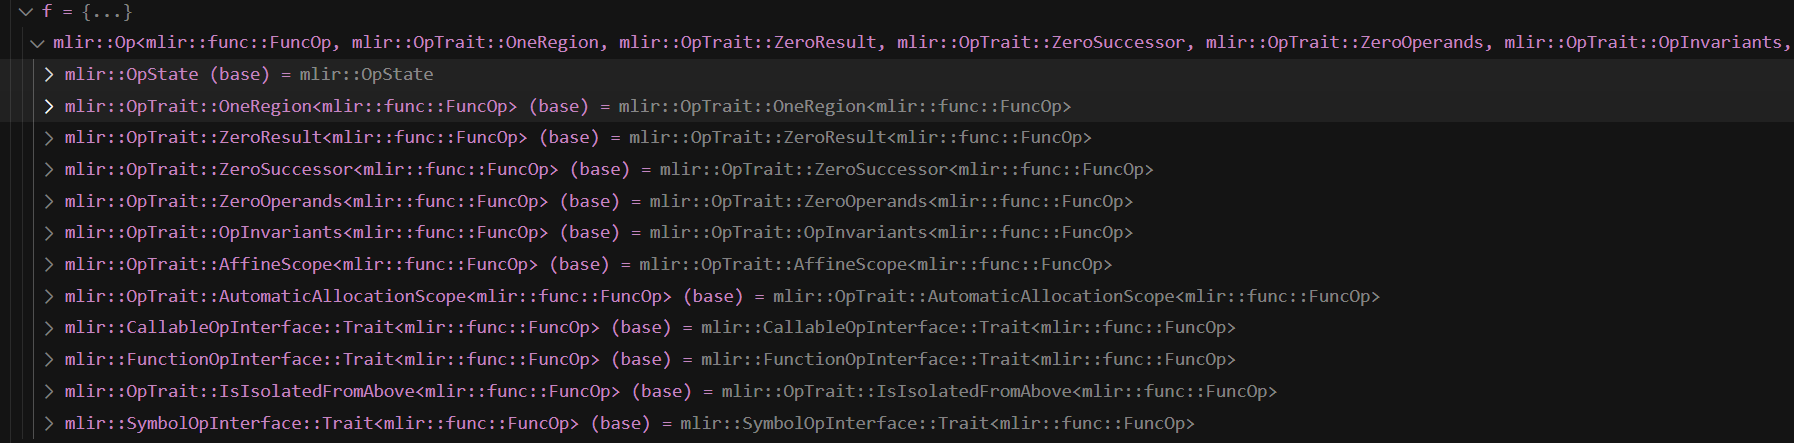 f = {...}
mlir::Op<mlir::func::FuncOp, mlir::OpTrait::OneRegion, mlir::OpTrait::ZeroResult, mlir::OpTrait::ZeroSuccessor, mlir::OpTrait::ZeroOperands, mlir::OpTrait::OpInvariants,
mlir::OpState (base) = mlir::OpState
mlir::OpTrait::OneRegion<mlir::func::FuncOp> (base) = mlir::OpTrait::OneRegion<mlir::func::FuncOp>
mlir::OpTrait::ZeroResult<mlir::func::FuncOp> (base) = mlir::OpTrait::ZeroResult<mlir::func::FuncOp>
mlir::OpTrait::ZeroSuccessor<mlir::func::FuncOp> (base) = mlir::OpTrait::ZeroSuccessor<mlir::func::FuncOp>
mlir::OpTrait::ZeroOperands<mlir::func::FuncOp> (base) = mlir::OpTrait::ZeroOperands<mlir::func::FuncOp>
mlir::OpTrait::OpInvariants<mlir::func::FuncOp> (base) = mlir::OpTrait::OpInvariants<mlir::func::FuncOp>
mlir::OpTrait::AffineScope<mlir::func::FuncOp> (base) = mlir::OpTrait::AffineScope<mlir::func::FuncOp>
mlir::OpTrait::AutomaticAllocationScope<mlir::func::FuncOp> (base) = mlir::OpTrait::AutomaticAllocationScope<mlir::func::FuncOp>
mlir::CallableOpInterface::Trait<mlir::func::FuncOp> (base) = mlir::CallableOpInterface::Trait<mlir::func::FuncOp>
mlir::FunctionOpInterface::Trait<mlir::func::FuncOp> (base) = mlir::FunctionOpInterface::Trait<mlir::func::FuncOp>
mlir::OpTrait::IsIsolatedFromAbove<mlir::func::FuncOp> (base) = mlir::OpTrait::IsIsolatedFromAbove<mlir::func::FuncOp>
mlir::SymbolOpInterface::Trait<mlir::func::FuncOp> (base) = mlir::SymbolOpInterface::Trait<mlir::func::FuncOp>